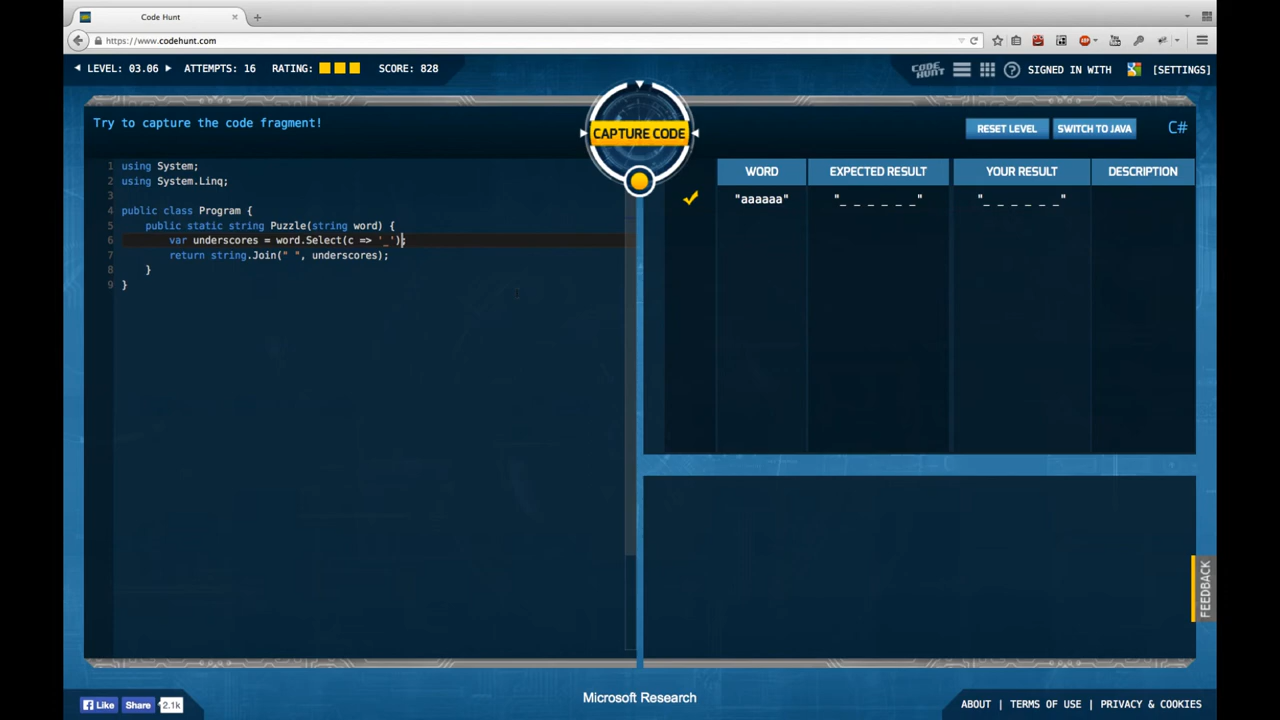 Code Hunt
https://www.codehunt.com
LEVEL: 03.06 ATTEMPTS: 16 RATING: SCORE: 828
CODE HUNT
SIGNED IN WITH [SETTINGS]
Try to capture the code fragment!
CAPTURE CODE
RESET LEVEL SWITCH TO JAVA C#
1 using System;
2 using System.Linq;
3
4 public class Program {
5 public static string Puzzle(string word) {
6 var underscores = word.Select(c => '_');
7 return string.Join(" ", underscores);
8 }
9 }
WORD EXPECTED RESULT YOUR RESULT DESCRIPTION
"aaaaaa" "_ _ _ _ _ _" "_ _ _ _ _ _"
FEEDBACK
Like Share 2.1k
Microsoft Research
ABOUT | TERMS OF USE | PRIVACY & COOKIES